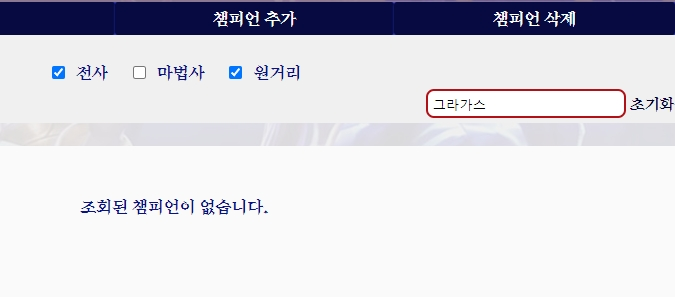 챔피언 추가 챔피언 삭제
전사 마법사 원거리
그라가스 초기화
조회된 챔피언이 없습니다.